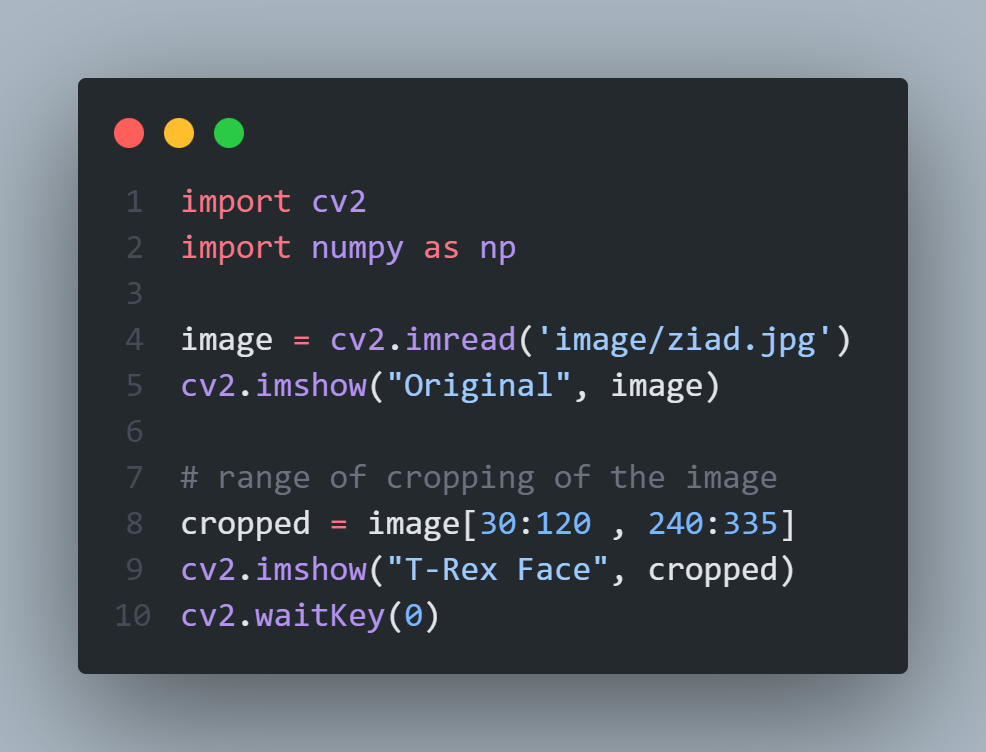 1 import cv2
2 import numpy as np
3
4 image = cv2.imread('image/ziad.jpg')
5 cv2.imshow("Original", image)
6
7 # range of cropping of the image
8 cropped = image[30:120 , 240:335]
9 cv2.imshow("T-Rex Face", cropped)
10 cv2.waitKey(0)